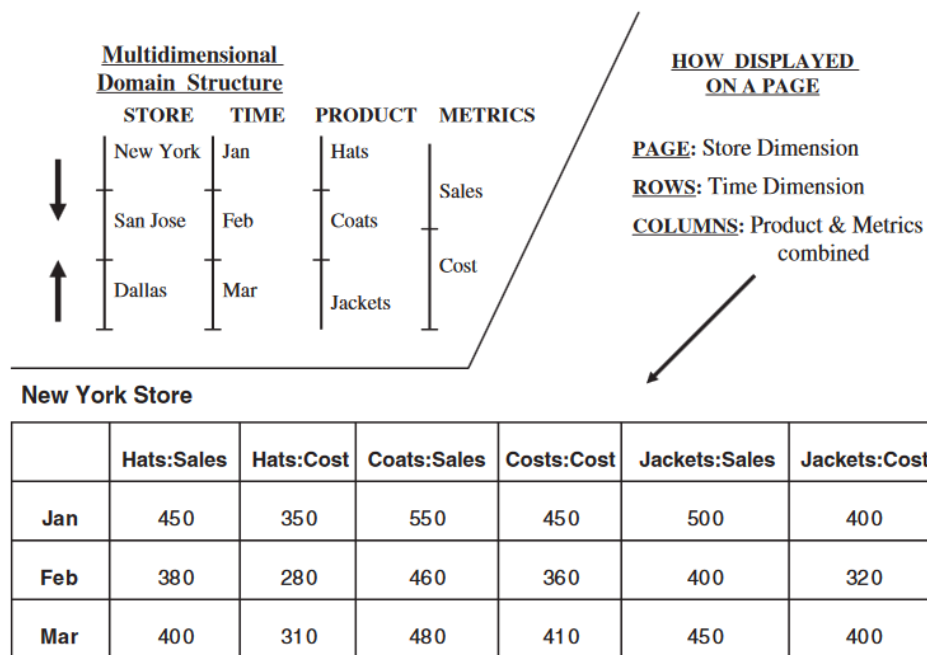 Multidimensional
Domain Structure
STORE TIME PRODUCT METRICS
New York Jan Hats
Sales
San Jose Feb Coats
Cost
Dallas Mar Jackets
HOW DISPLAYED
ON A PAGE
PAGE: Store Dimension
ROWS: Time Dimension
COLUMNS: Product & Metrics
combined
New York Store
Hats:Sales Hats:Cost Coats:Sales Costs:Cost Jackets:Sales Jackets:Cost
Jan 450 350 550 450 500 400
Feb 380 280 460 360 400 320
Mar 400 310 480 410 450 400